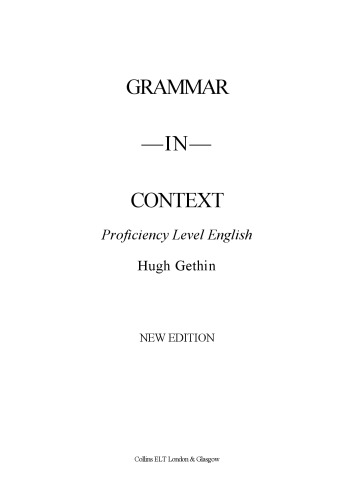 GRAMMAR
—IN—
CONTEXT
Proficiency Level English
Hugh Gethin
NEW EDITION
Collins ELT London & Glasgow